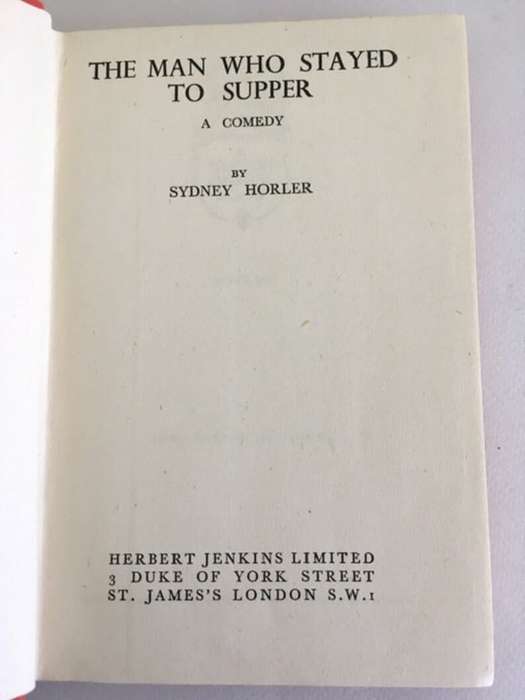 THE MAN WHO STAYED
TO SUPPER
A COMEDY
BY
SYDNEY HORLER
HERBERT JENKINS LIMITED
3 DUKE OF YORK STREET
ST. JAMES'S LONDON S.W.1